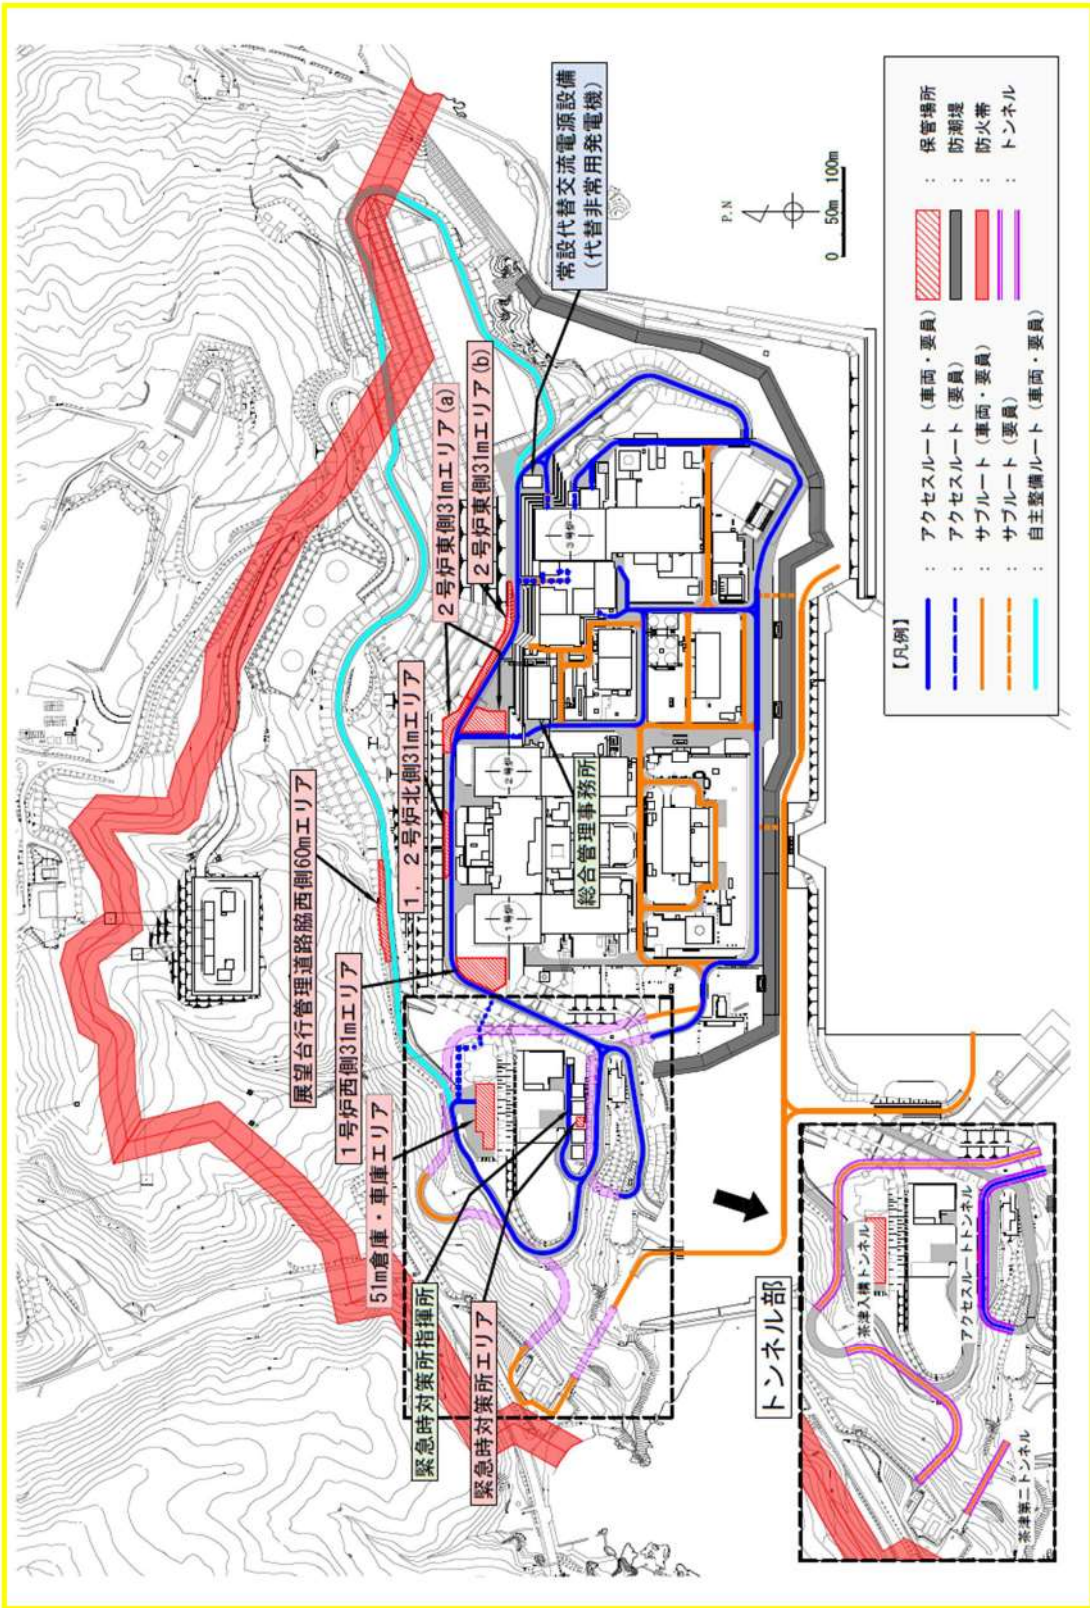 展望台行管理道路脇西側60mエリア
1号炉西側31mエリア
51m倉庫・車庫エリア
緊急時対策所指揮所
緊急時対策所エリア
1，2号炉北側31mエリア
2号炉東側31mエリア(a)
2号炉東側31mエリア(b)
常設代替交流電源設備
(代替非常用発電機)
総合管理事務所
1号炉
2号炉
3号炉
P.N
0 50m 100m
【凡例】
： アクセスルート（車両・要員）
： アクセスルート（要員）
： サブルート（車両・要員）
： サブルート（要員）
： 自主整備ルート（車両・要員）
： 保管場所
： 防潮堤
： 防火帯
： トンネル
トンネル部
茶津入構トンネル
アクセスルートトンネル
茶津第二トンネル